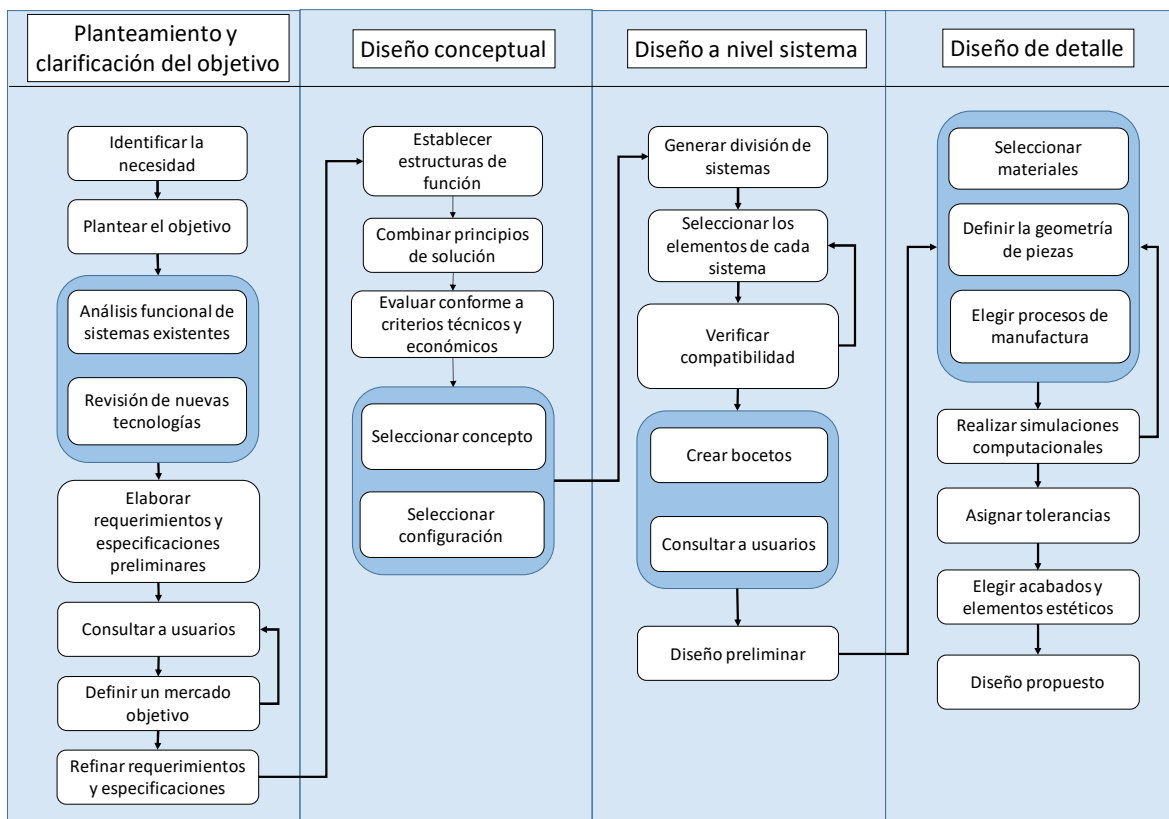 Planteamiento y
clarificación del objetivo
Identificar la
necesidad
Plantear el objetivo
Análisis funcional de
sistemas existentes
Revisión de nuevas
tecnologías
Elaborar
requerimientos y
especificaciones
preliminares
Consultar a usuarios
Definir un mercado
objetivo
Refinar requerimientos
y especificaciones
Diseño conceptual
Establecer
estructuras de
función
Combinar principios
de solución
Evaluar conforme a
criterios técnicos y
económicos
Seleccionar concepto
Seleccionar
configuración
Diseño a nivel sistema
Generar división de
sistemas
Seleccionar los
elementos de cada
sistema
Verificar
compatibilidad
Crear bocetos
Consultar a usuarios
Diseño preliminar
Diseño de detalle
Seleccionar
materiales
Definir la geometría
de piezas
Elegir procesos de
manufactura
Realizar simulaciones
computacionales
Asignar tolerancias
Elegir acabados y
elementos estéticos
Diseño propuesto